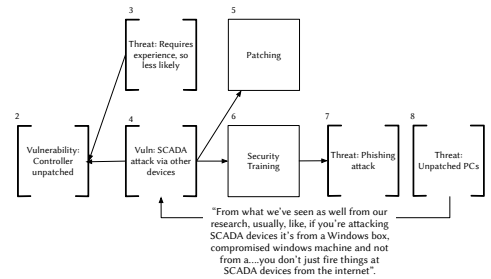 3
Threat: Requires
experience, so
less likely
5
Patching
2
Vulnerability:
Controller
unpatched
4
Vuln: SCADA
attack via other
devices
6
Security
Training
7
Threat: Phishing
attack
8
Threat:
Unpatched PCs
“From what we’ve seen as well from our
research, usually, like, if you’re attacking
SCADA devices it’s from a Windows box,
compromised windows machine and not
from a....you don’t just fire things at
SCADA devices from the internet”.